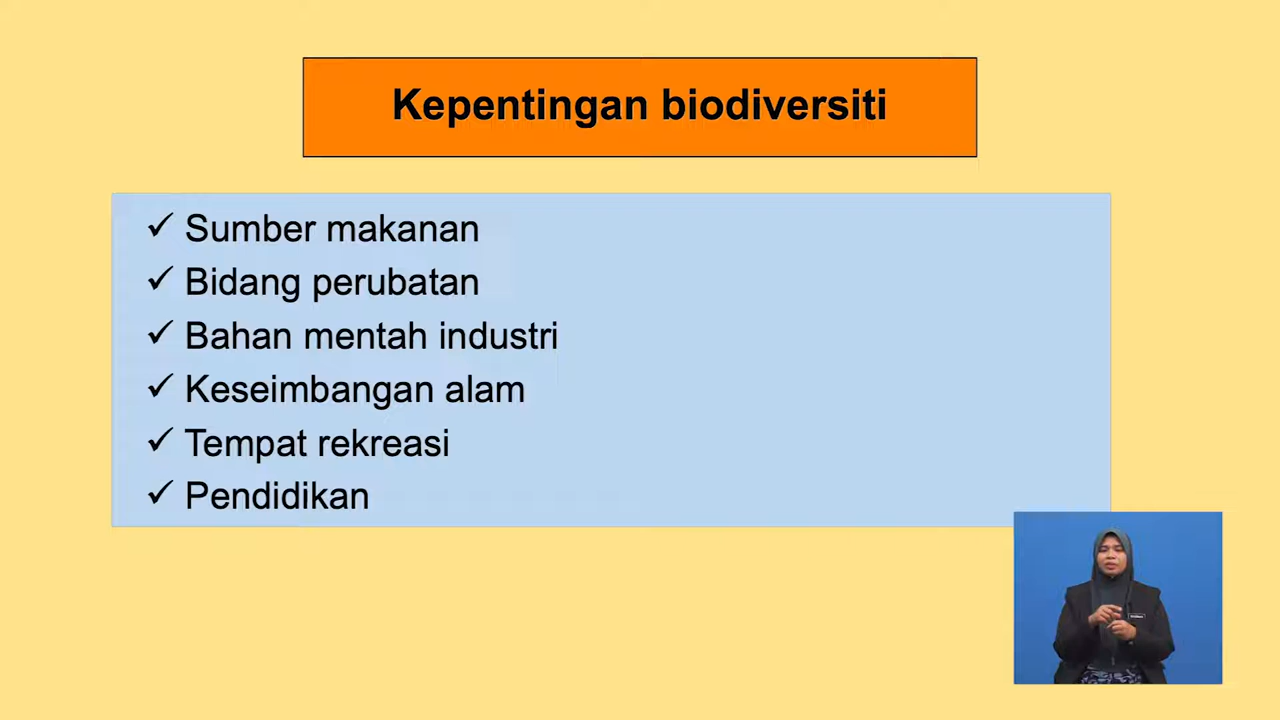 Kepentingan biodiversiti
✓ Sumber makanan
✓ Bidang perubatan
✓ Bahan mentah industri
✓ Keseimbangan alam
✓ Tempat rekreasi
✓ Pendidikan